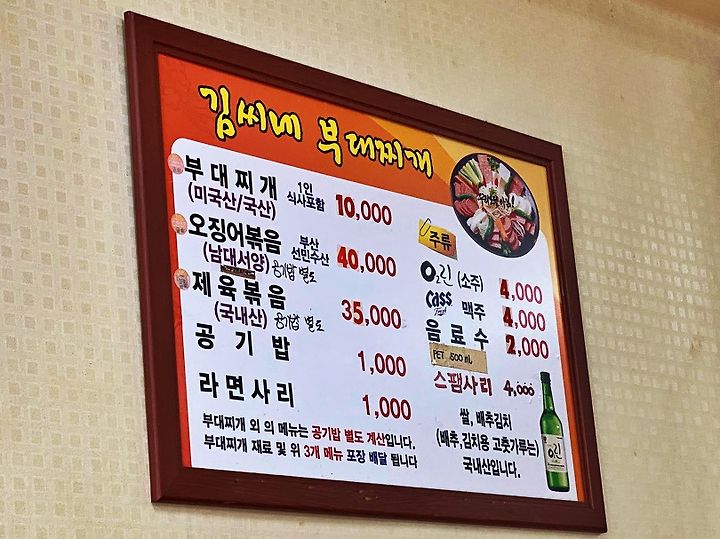 김씨네 부대찌개
부대찌개 1인 식사포함 10,000
(미국산/국산)
오징어볶음 부산 선민수산 40,000
(남대서양) 공기밥 별도
제육볶음 35,000
(국내산) 공기밥 별도
공기밥 1,000
라면사리 1,000
부대찌개 외 의 메뉴는 공기밥 별도 계산입니다.
부대찌개 재료 및 위 3개 메뉴 포장 배달 됩니다
주류
O2린 (소주) 4,000
Cass 맥주 4,000
음료수 2,000
PET 500ml
스팸사리 4,000
쌀, 배추김치
(배추,김치용 고춧가루는)
국내산입니다.
O2린